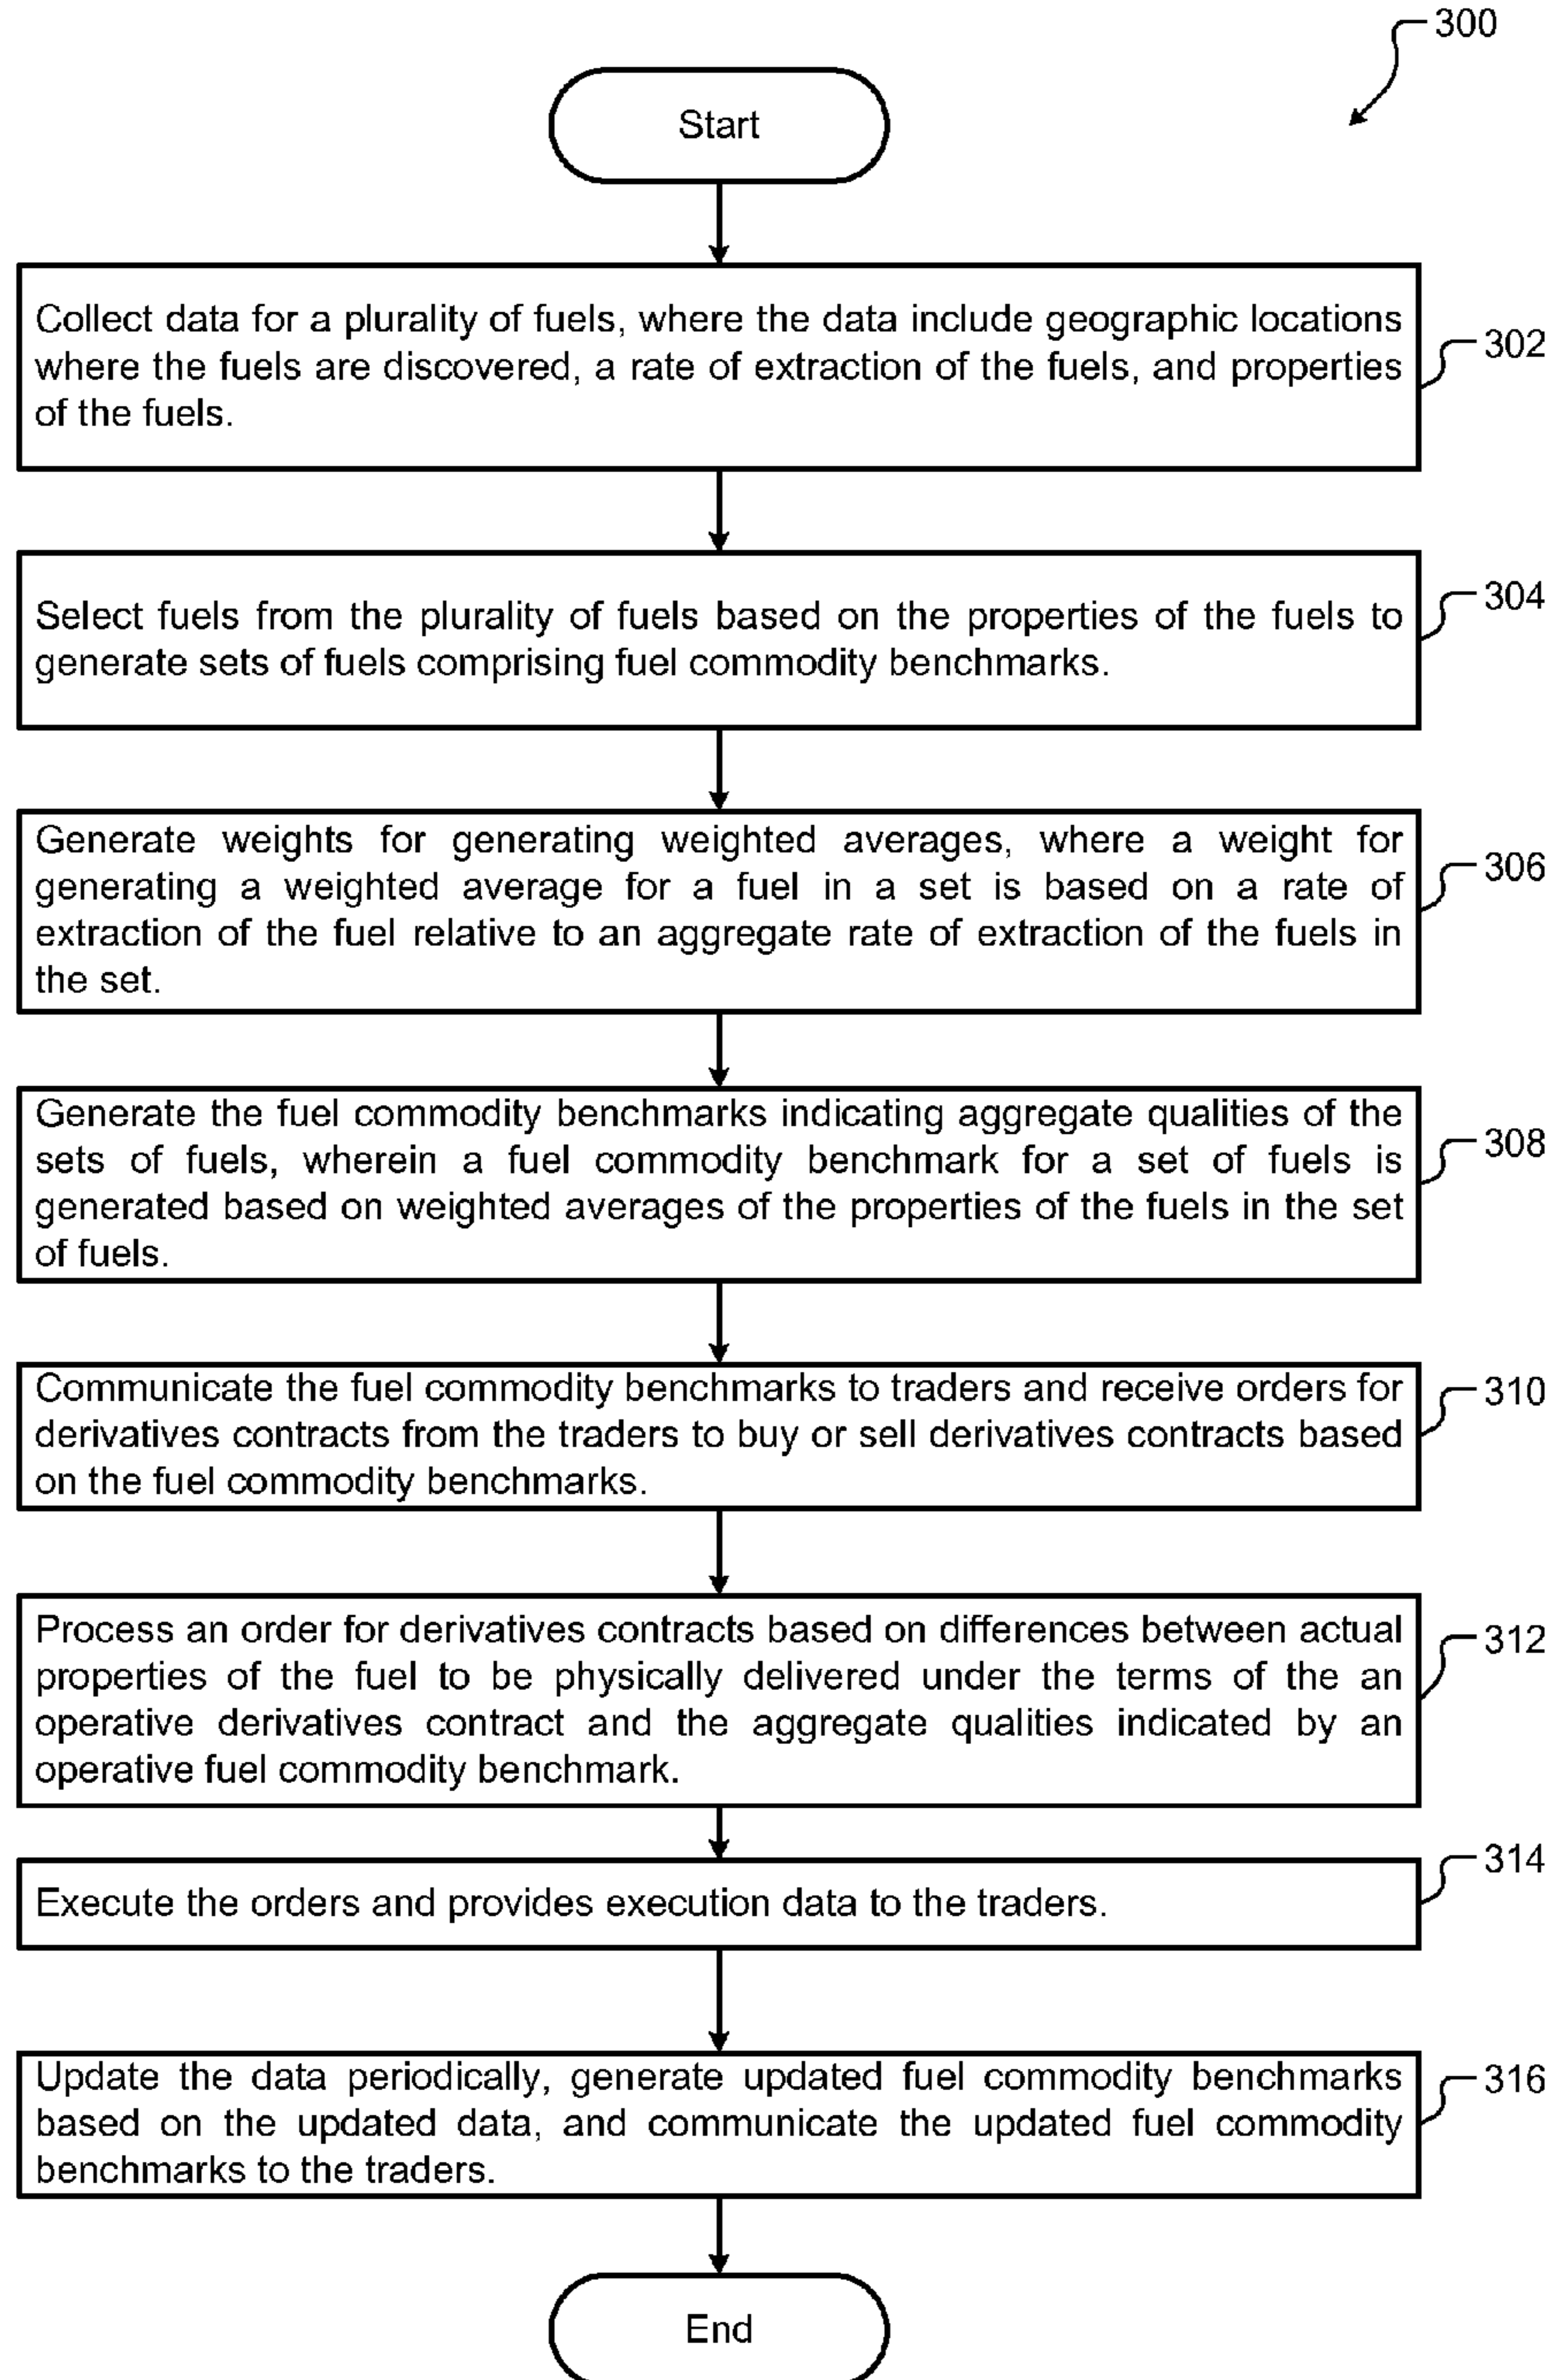 300
Start
Collect data for a plurality of fuels, where the data include geographic locations
where the fuels are discovered, a rate of extraction of the fuels, and properties
of the fuels.
302
Select fuels from the plurality of fuels based on the properties of the fuels to
generate sets of fuels comprising fuel commodity benchmarks.
304
Generate weights for generating weighted averages, where a weight for
generating a weighted average for a fuel in a set is based on a rate of
extraction of the fuel relative to an aggregate rate of extraction of the fuels in
the set.
306
Generate the fuel commodity benchmarks indicating aggregate qualities of the
sets of fuels, wherein a fuel commodity benchmark for a set of fuels is
generated based on weighted averages of the properties of the fuels in the set
of fuels.
308
Communicate the fuel commodity benchmarks to traders and receive orders for
derivatives contracts from the traders to buy or sell derivatives contracts based
on the fuel commodity benchmarks.
310
Process an order for derivatives contracts based on differences between actual
properties of the fuel to be physically delivered under the terms of the an
operative derivatives contract and the aggregate qualities indicated by an
operative fuel commodity benchmark.
312
Execute the orders and provides execution data to the traders.
314
Update the data periodically, generate updated fuel commodity benchmarks
based on the updated data, and communicate the updated fuel commodity
benchmarks to the traders.
316
End